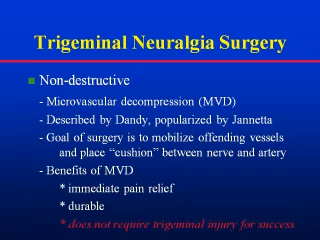 Trigeminal Neuralgia Surgery
Non-destructive
- Microvascular decompression (MVD)
- Described by Dandy, popularized by Jannetta
- Goal of surgery is to mobilize offending vessels
and place “cushion” between nerve and artery
- Benefits of MVD
* immediate pain relief
* durable
* does not require trigeminal injury for success